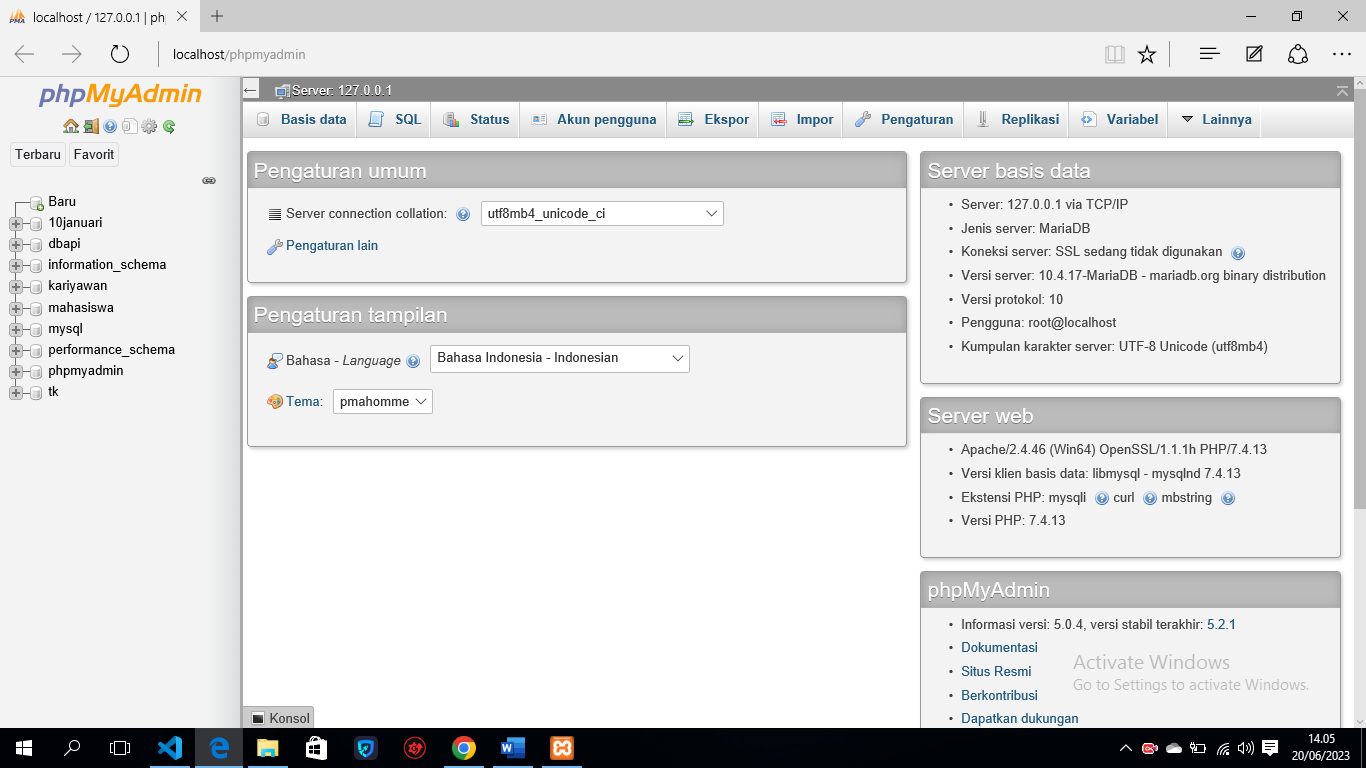 localhost / 127.0.0.1 | ph
localhost/phpmyadmin
phpMyAdmin
Terbaru Favorit
Baru
10januari
dbapi
information_schema
kariyawan
mahasiswa
mysql
performance_schema
phpmyadmin
tk
Server: 127.0.0.1
Basis data SQL Status Akun pengguna Ekspor Impor Pengaturan Replikasi Variabel Lainnya
Pengaturan umum
Server connection collation: utf8mb4_unicode_ci
Pengaturan lain
Pengaturan tampilan
Bahasa - Language Bahasa Indonesia - Indonesian
Tema: pmahomme
Server basis data
• Server: 127.0.0.1 via TCP/IP
• Jenis server: MariaDB
• Koneksi server: SSL sedang tidak digunakan
• Versi server: 10.4.17-MariaDB - mariadb.org binary distribution
• Versi protokol: 10
• Pengguna: root@localhost
• Kumpulan karakter server: UTF-8 Unicode (utf8mb4)
Server web
• Apache/2.4.46 (Win64) OpenSSL/1.1.1h PHP/7.4.13
• Versi klien basis data: libmysql - mysqlnd 7.4.13
• Ekstensi PHP: mysqli curl mbstring
• Versi PHP: 7.4.13
phpMyAdmin
• Informasi versi: 5.0.4, versi stabil terakhir: 5.2.1
• Dokumentasi
• Situs Resmi
• Berkontribusi
• Dapatkan dukungan
Activate Windows
Go to Settings to activate Windows.
Konsol
14.05
20/06/2023